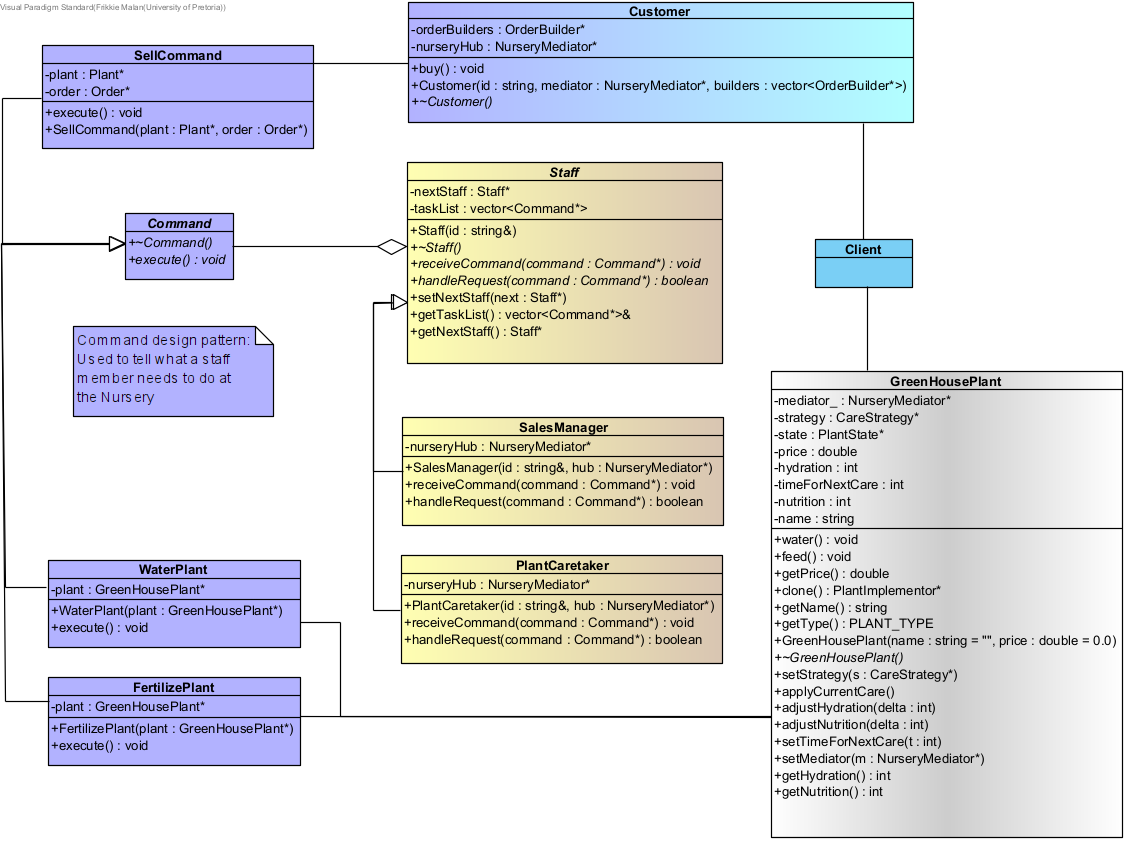 Visual Paradigm Standard(Frikkie Malan(University of Pretoria))
Customer
-orderBuilders : OrderBuilder*
-nurseryHub : NurseryMediator*
+buy() : void
+Customer(id : string, mediator : NurseryMediator*, builders : vector<OrderBuilder*>)
+~Customer()
SellCommand
-plant : Plant*
-order : Order*
+execute() : void
+SellCommand(plant : Plant*, order : Order*)
Staff
-nextStaff : Staff*
-taskList : vector<Command*>
+Staff(id : string&)
+~Staff()
+receiveCommand(command : Command*) : void
+handleRequest(command : Command*) : boolean
+setNextStaff(next : Staff*)
+getTaskList() : vector<Command*>&
+getNextStaff() : Staff*
Command
+~Command()
+execute() : void
Client
Command design pattern:
Used to tell what a staff
member needs to do at
the Nursery
GreenHousePlant
-mediator_ : NurseryMediator*
-strategy : CareStrategy*
-state : PlantState*
-price : double
-hydration : int
-timeForNextCare : int
-nutrition : int
-name : string
+water() : void
+feed() : void
+getPrice() : double
+clone() : PlantImplementor*
+getName() : string
+getType() : PLANT_TYPE
+GreenHousePlant(name : string = "", price : double = 0.0)
+~GreenHousePlant()
+setStrategy(s : CareStrategy*)
+applyCurrentCare()
+adjustHydration(delta : int)
+adjustNutrition(delta : int)
+setTimeForNextCare(t : int)
+setMediator(m : NurseryMediator*)
+getHydration() : int
+getNutrition() : int
SalesManager
-nurseryHub : NurseryMediator*
+SalesManager(id : string&, hub : NurseryMediator*)
+receiveCommand(command : Command*) : void
+handleRequest(command : Command*) : boolean
PlantCaretaker
-nurseryHub : NurseryMediator*
+PlantCaretaker(id : string&, hub : NurseryMediator*)
+receiveCommand(command : Command*) : void
+handleRequest(command : Command*) : boolean
WaterPlant
-plant : GreenHousePlant*
+WaterPlant(plant : GreenHousePlant*)
+execute() : void
FertilizePlant
-plant : GreenHousePlant*
+FertilizePlant(plant : GreenHousePlant*)
+execute() : void